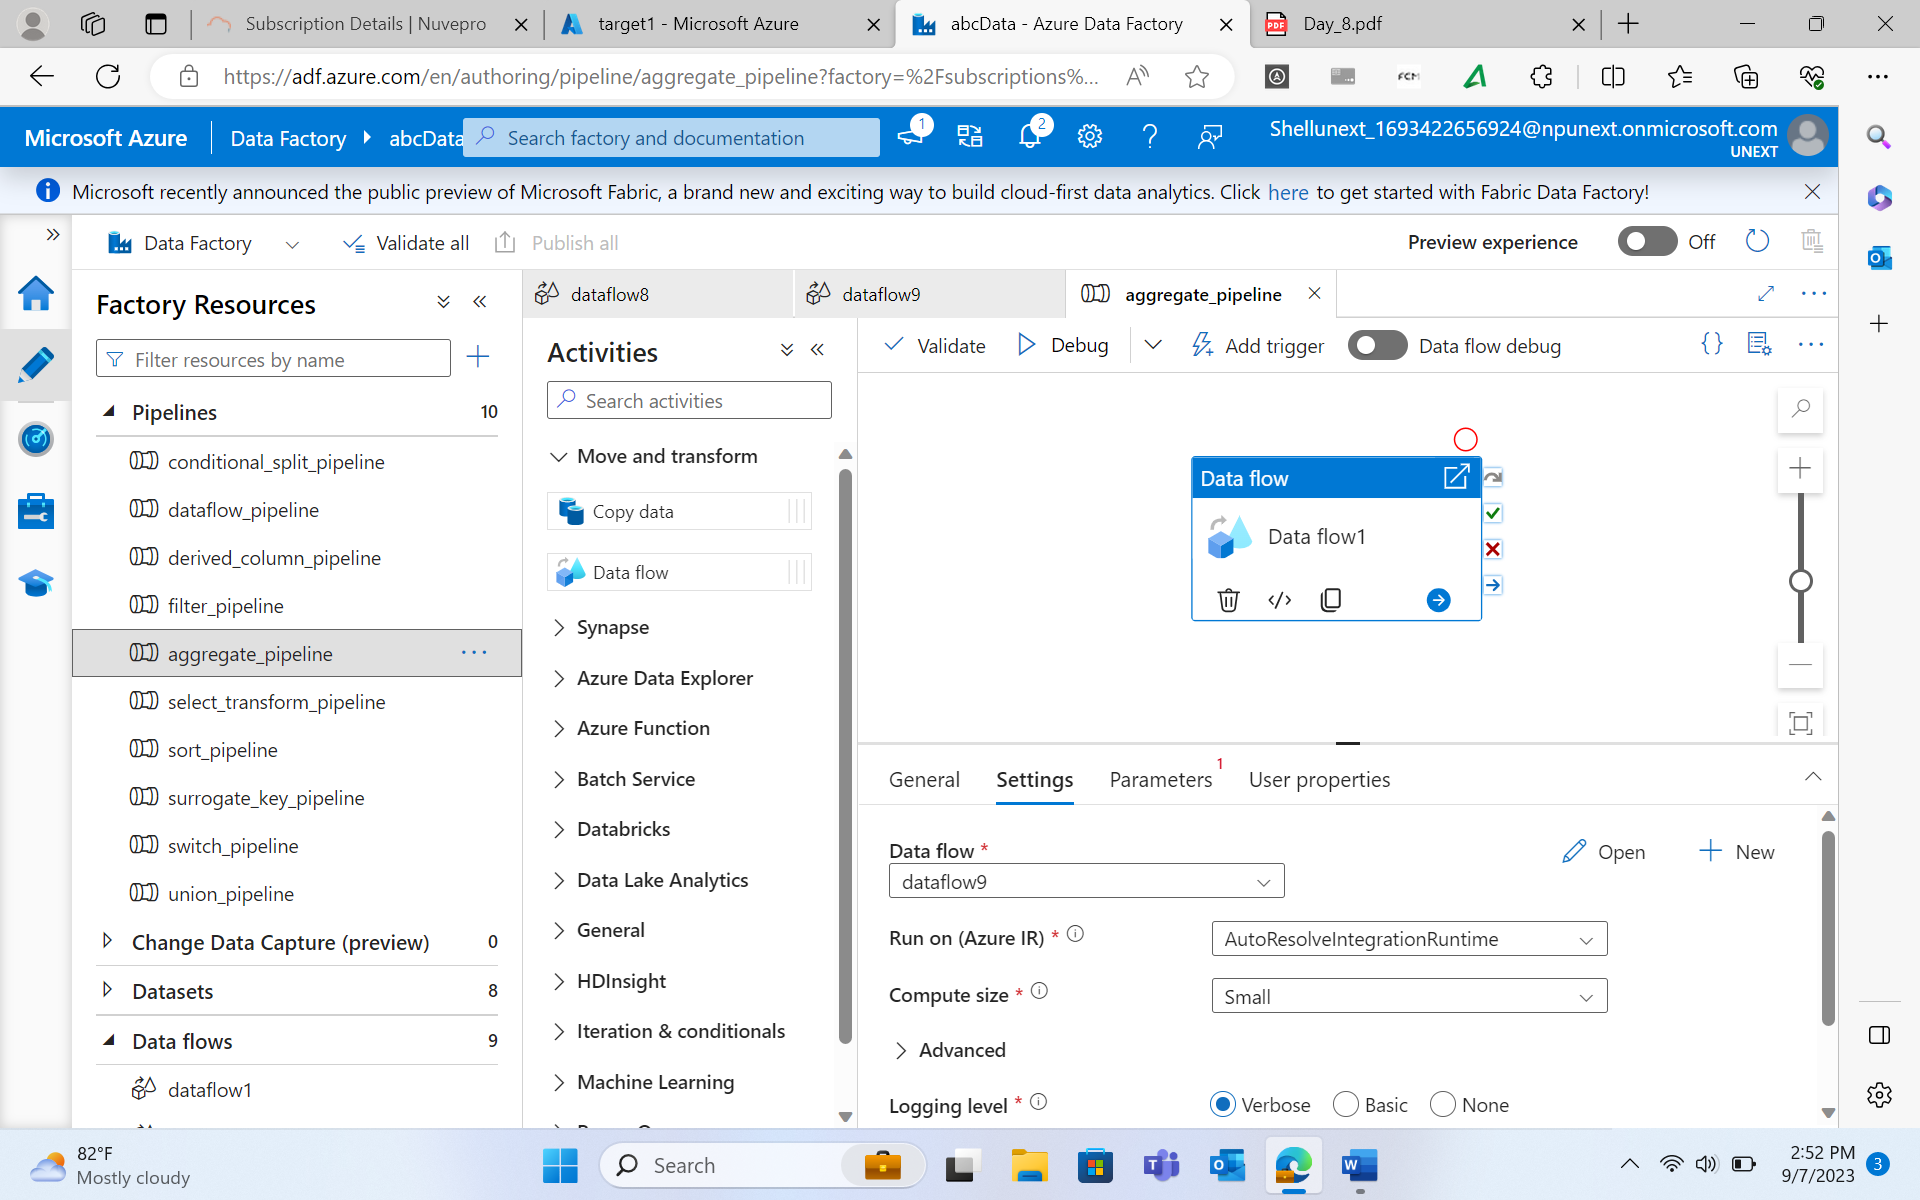 Subscription Details | Nuvepro
target1 - Microsoft Azure
abcData - Azure Data Factory
Day_8.pdf
https://adf.azure.com/en/authoring/pipeline/aggregate_pipeline?factory=%2Fsubscriptions%...
Microsoft Azure
Data Factory
abcData
Search factory and documentation
1
2
Shellunext_1693422656924@npunext.onmicrosoft.com
UNEXT
Microsoft recently announced the public preview of Microsoft Fabric, a brand new and exciting way to build cloud-first data analytics. Click here to get started with Fabric Data Factory!
Data Factory
Validate all
Publish all
Preview experience
Off
Factory Resources
Filter resources by name
Pipelines 10
conditional_split_pipeline
dataflow_pipeline
derived_column_pipeline
filter_pipeline
aggregate_pipeline
select_transform_pipeline
sort_pipeline
surrogate_key_pipeline
switch_pipeline
union_pipeline
Change Data Capture (preview) 0
Datasets 8
Data flows 9
dataflow1
dataflow8
dataflow9
aggregate_pipeline
Activities
Search activities
Move and transform
Copy data
Data flow
Synapse
Azure Data Explorer
Azure Function
Batch Service
Databricks
Data Lake Analytics
General
HDInsight
Iteration & conditionals
Machine Learning
Validate
Debug
Add trigger
Data flow debug
Data flow
Data flow1
General
Settings
Parameters 1
User properties
Data flow *
dataflow9
Open
New
Run on (Azure IR) *
AutoResolveIntegrationRuntime
Compute size *
Small
Advanced
Logging level *
Verbose
Basic
None
82°F
Mostly cloudy
Search
2:52 PM
9/7/2023
3